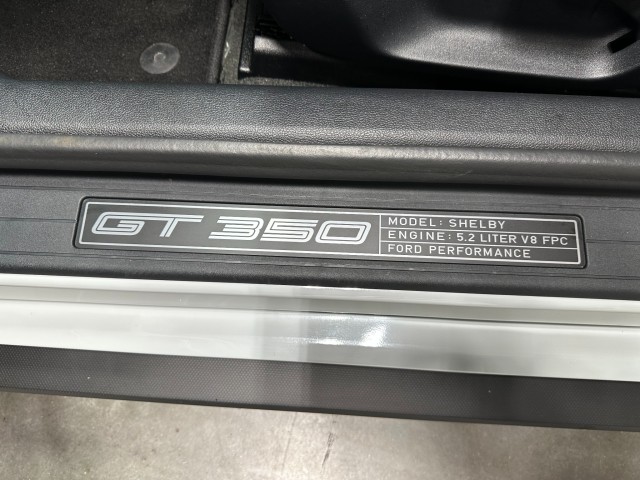 GT 350
MODEL: SHELBY
ENGINE: 5.2 LITER V8 FPC
FORD PERFORMANCE